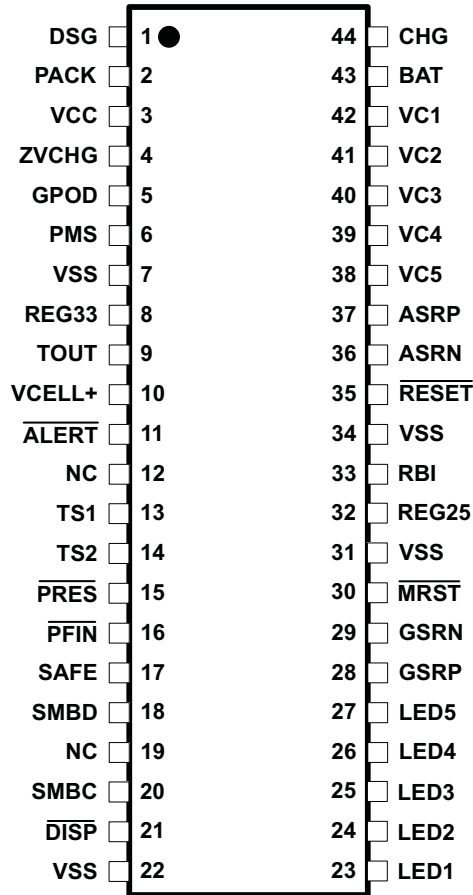 DSG 1 44 CHG
PACK 2 43 BAT
VCC 3 42 VC1
ZVCHG 4 41 VC2
GPOD 5 40 VC3
PMS 6 39 VC4
VSS 7 38 VC5
REG33 8 37 ASRP
TOUT 9 36 ASRN
VCELL+ 10 35 RESET
ALERT 11 34 VSS
NC 12 33 RBI
TS1 13 32 REG25
TS2 14 31 VSS
PRES 15 30 MRST
PFIN 16 29 GSRN
SAFE 17 28 GSRP
SMBD 18 27 LED5
NC 19 26 LED4
SMBC 20 25 LED3
DISP 21 24 LED2
VSS 22 23 LED1